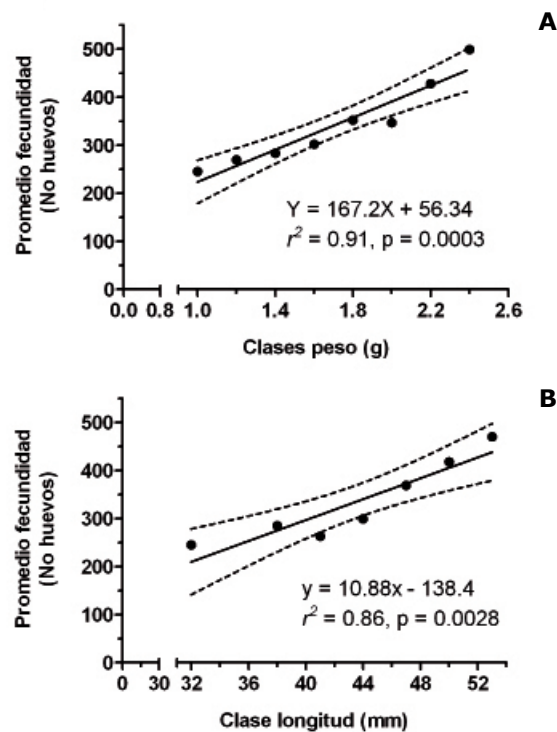 A
Promedio fecundidad
(No huevos)
500
400
300
200
100
0
Y = 167.2X + 56.34
r² = 0.91, p = 0.0003
0.0 0.8 1.0 1.4 1.8 2.2 2.6
Clases peso (g)
B
Promedio fecundidad
(No huevos)
500
400
300
200
100
0
y = 10.88x - 138.4
r² = 0.86, p = 0.0028
0 30 32 36 40 44 48 52
Clase longitud (mm)